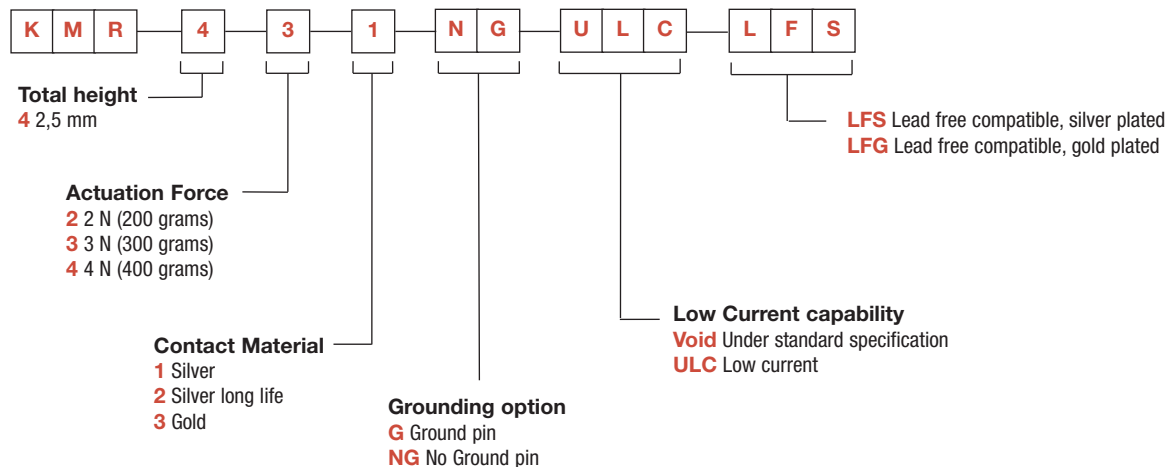 K M R 4 3 1 N G U L C L F S
Total height
4 2,5 mm
LFS Lead free compatible, silver plated
LFG Lead free compatible, gold plated
Actuation Force
2 2 N (200 grams)
3 3 N (300 grams)
4 4 N (400 grams)
Low Current capability
Void Under standard specification
ULC Low current
Contact Material
1 Silver
2 Silver long life
3 Gold
Grounding option
G Ground pin
NG No Ground pin